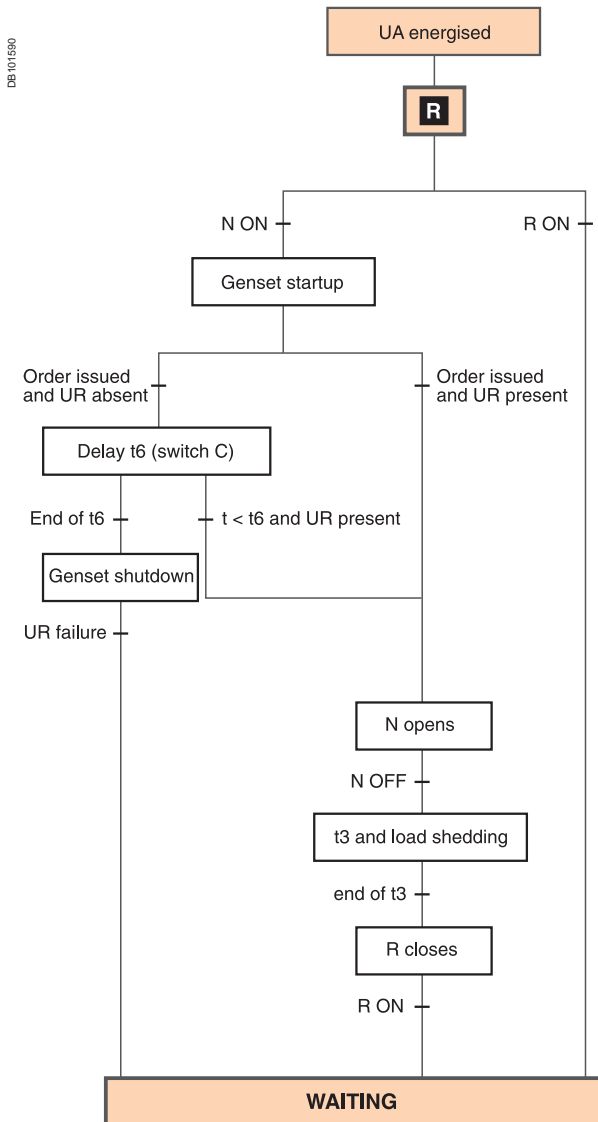 DB101590
UA energised
R
N ON
R ON
Genset startup
Order issued
and UR absent
Order issued
and UR present
Delay t6 (switch C)
End of t6
t < t6 and UR present
Genset shutdown
UR failure
N opens
N OFF
t3 and load shedding
end of t3
R closes
R ON
WAITING